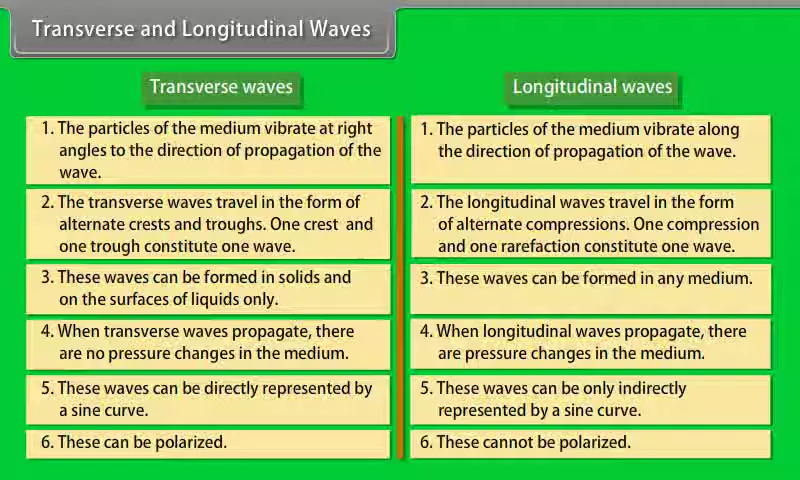 Transverse and Longitudinal Waves
Transverse waves
1. The particles of the medium vibrate at right
angles to the direction of propagation of the
wave.
2. The transverse waves travel in the form of
alternate crests and troughs. One crest and
one trough constitute one wave.
3. These waves can be formed in solids and
on the surfaces of liquids only.
4. When transverse waves propagate, there
are no pressure changes in the medium.
5. These waves can be directly represented by
a sine curve.
6. These can be polarized.
Longitudinal waves
1. The particles of the medium vibrate along
the direction of propagation of the wave.
2. The longitudinal waves travel in the form
of alternate compressions. One compression
and one rarefaction constitute one wave.
3. These waves can be formed in any medium.
4. When longitudinal waves propagate, there
are pressure changes in the medium.
5. These waves can be only indirectly
represented by a sine curve.
6. These cannot be polarized.